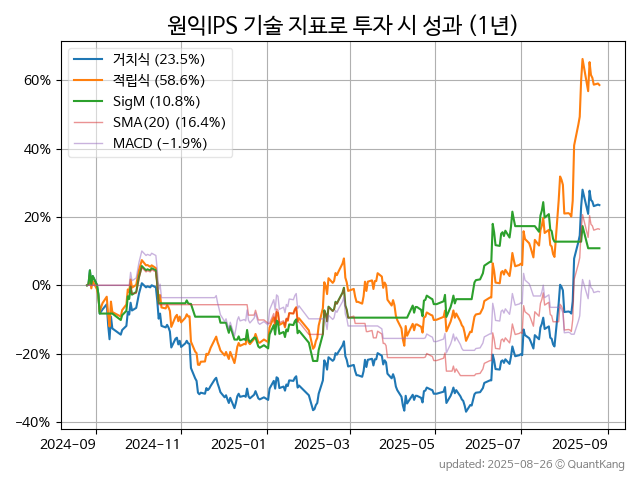 원익IPS 기술 지표로 투자 시 성과 (1년)
거치식 (23.5%)
적립식 (58.6%)
SigM (10.8%)
SMA(20) (16.4%)
MACD (−1.9%)
60%
40%
20%
0%
−20%
−40%
2024-09 2024-11 2025-01 2025-03 2025-05 2025-07 2025-09
updated: 2025-08-26 © QuantKang